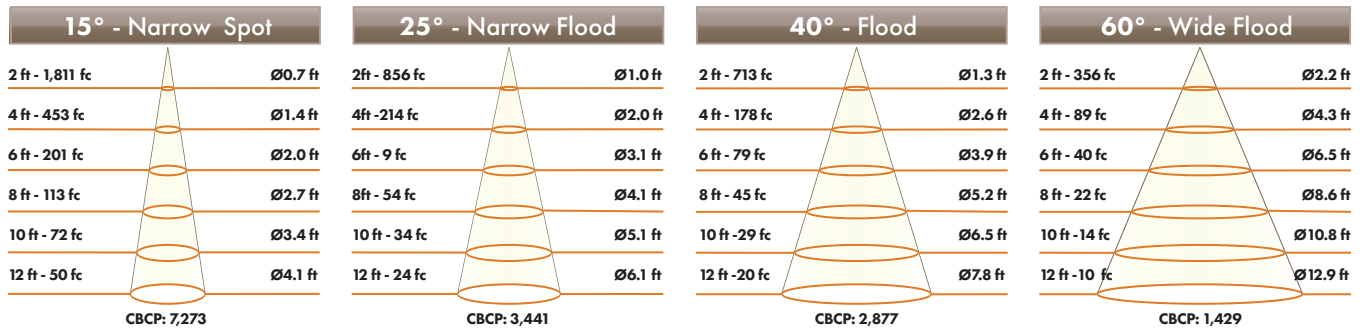 15° - Narrow Spot
2 ft - 1,811 fc Ø0.7 ft
4 ft - 453 fc Ø1.4 ft
6 ft - 201 fc Ø2.0 ft
8 ft - 113 fc Ø2.7 ft
10 ft - 72 fc Ø3.4 ft
12 ft - 50 fc Ø4.1 ft
CBCP: 7,273
25° - Narrow Flood
2ft - 856 fc Ø1.0 ft
4ft -214 fc Ø2.0 ft
6ft - 9 fc Ø3.1 ft
8ft - 54 fc Ø4.1 ft
10 ft - 34 fc Ø5.1 ft
12 ft - 24 fc Ø6.1 ft
CBCP: 3,441
40° - Flood
2 ft - 713 fc Ø1.3 ft
4 ft - 178 fc Ø2.6 ft
6 ft - 79 fc Ø3.9 ft
8 ft - 45 fc Ø5.2 ft
10 ft -29 fc Ø6.5 ft
12 ft -20 fc Ø7.8 ft
CBCP: 2,877
60° - Wide Flood
2 ft - 356 fc Ø2.2 ft
4 ft - 89 fc Ø4.3 ft
6 ft - 40 fc Ø6.5 ft
8 ft - 22 fc Ø8.6 ft
10 ft -14 fc Ø10.8 ft
12 ft -10 fc Ø12.9 ft
CBCP: 1,429